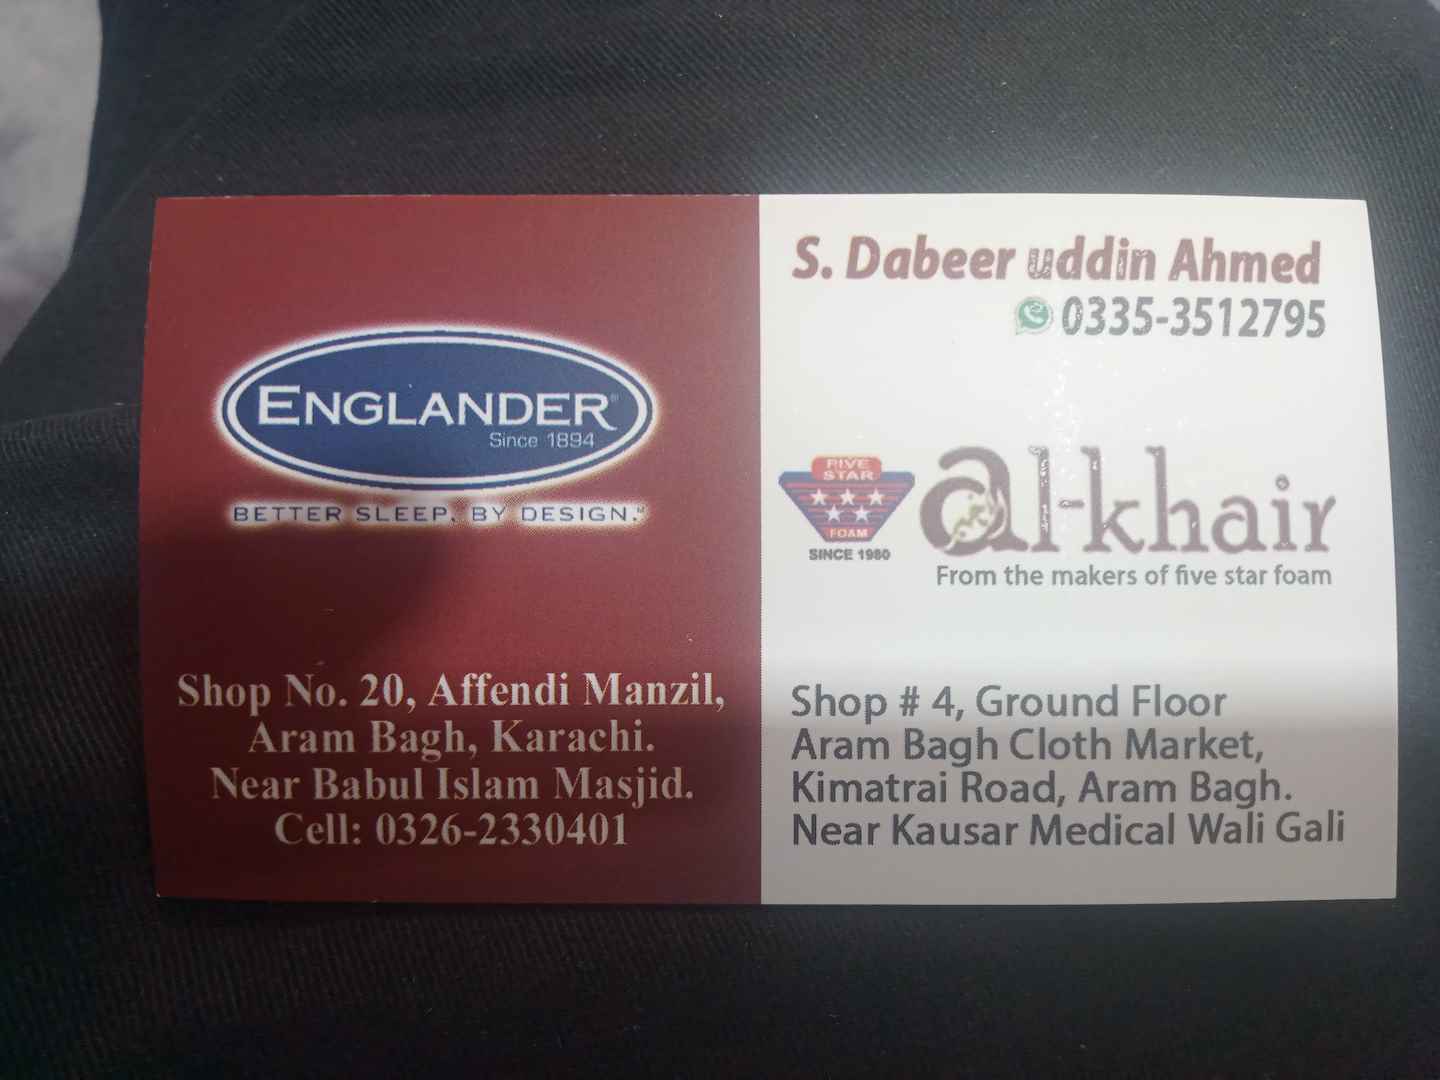 ENGLANDER®
Since 1894
BETTER SLEEP. BY DESIGN.™
Shop No. 20, Affendi Manzil,
Aram Bagh, Karachi.
Near Babul Islam Masjid.
Cell: 0326-2330401
S. Dabeer uddin Ahmed
0335-3512795
FIVE
STAR
FOAM
SINCE 1980
al-khair
الخیر
From the makers of five star foam
Shop # 4, Ground Floor
Aram Bagh Cloth Market,
Kimatrai Road, Aram Bagh.
Near Kausar Medical Wali Gali